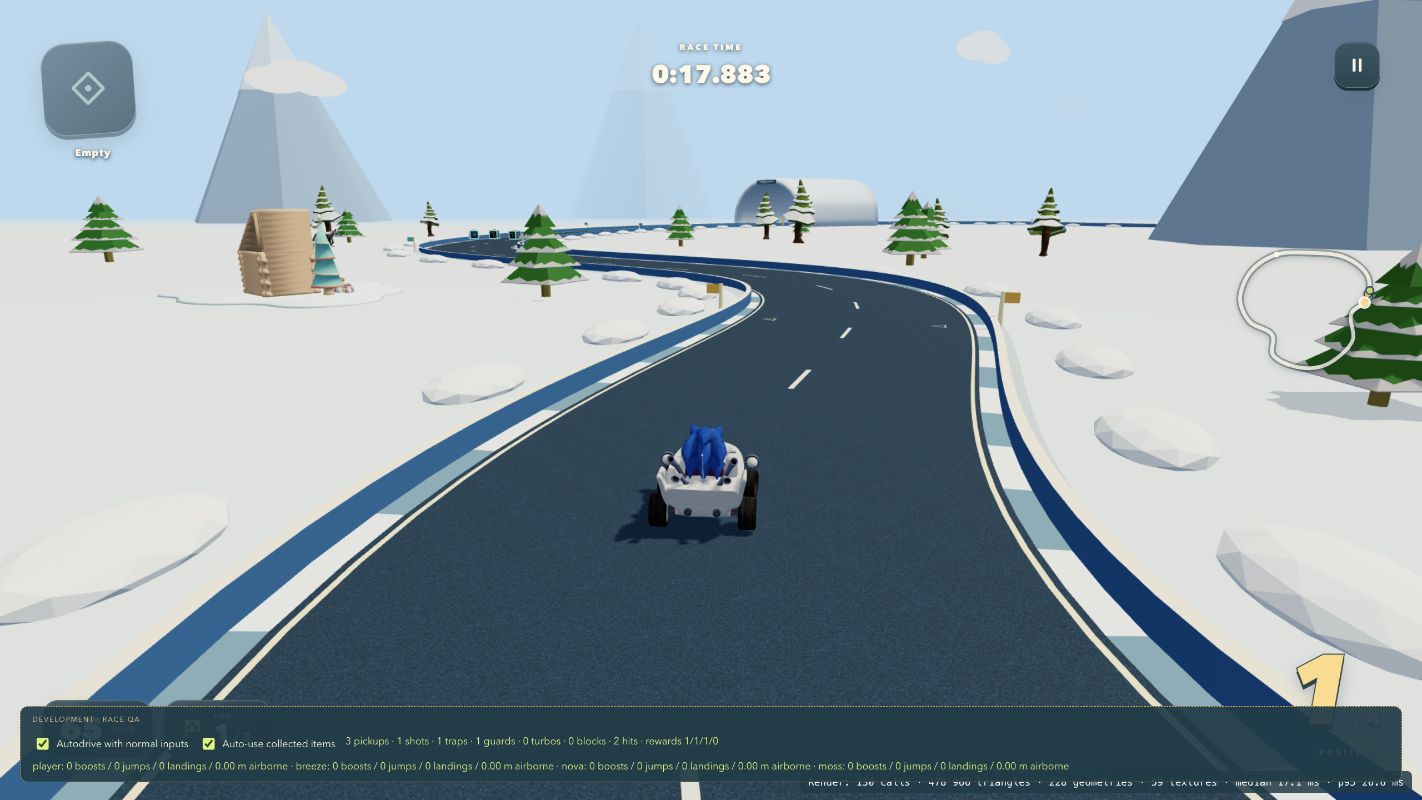 RACE TIME
0:17.883
Empty
1
DEVELOPMENT · RACE QA
Autodrive with normal inputs
Auto-use collected items
3 pickups · 1 shots · 1 traps · 1 guards · 0 turbos · 0 blocks · 2 hits · rewards 1/1/1/0
player: 0 boosts / 0 jumps / 0 landings / 0.00 m airborne · breeze: 0 boosts / 0 jumps / 0 landings / 0.00 m airborne · nova: 0 boosts / 0 jumps / 0 landings / 0.00 m airborne · moss: 0 boosts / 0 jumps / 0 landings / 0.00 m airborne